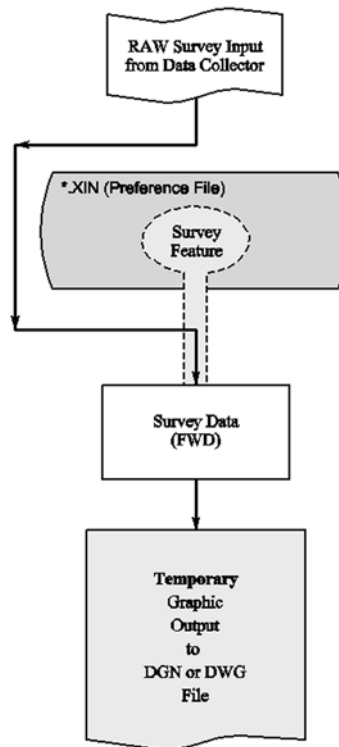 RAW Survey Input
from Data Collector
*.XIN (Preference File)
Survey
Feature
Survey Data
(FWD)
Temporary
Graphic
Output
to
DGN or DWG
File